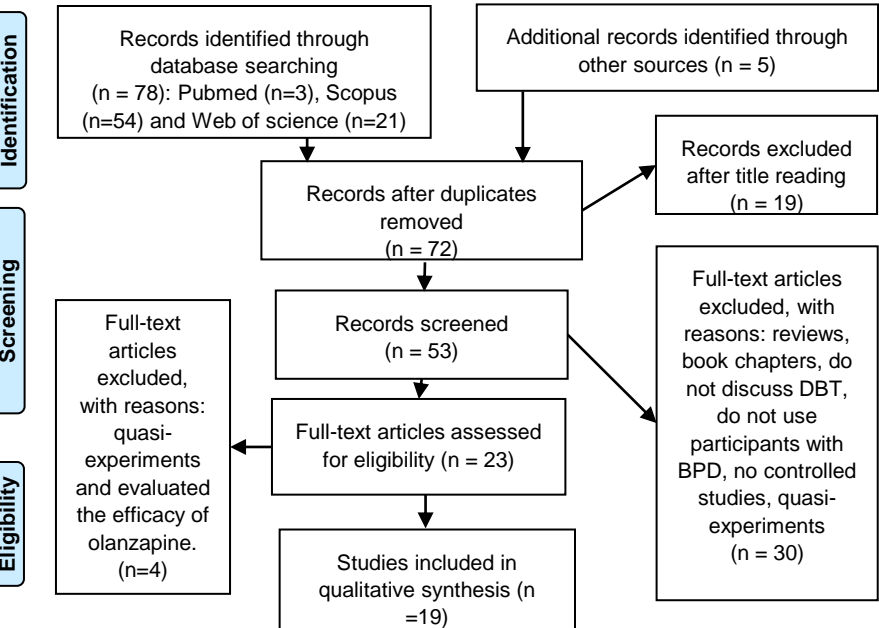 Identification
Records identified through
database searching
(n = 78): Pubmed (n=3), Scopus
(n=54) and Web of science (n=21)
Additional records identified through
other sources (n = 5)
Records after duplicates
removed
(n = 72)
Records excluded
after title reading
(n = 19)
Screening
Records screened
(n = 53)
Full-text articles
excluded, with
reasons: reviews,
book chapters, do
not discuss DBT,
do not use
participants with
BPD, no controlled
studies, quasi-
experiments
(n = 30)
Full-text
articles
excluded,
with reasons:
quasi-
experiments
and evaluated
the efficacy of
olanzapine.
(n=4)
Full-text articles assessed
for eligibility (n = 23)
Eligibility
Studies included in
qualitative synthesis (n
=19)